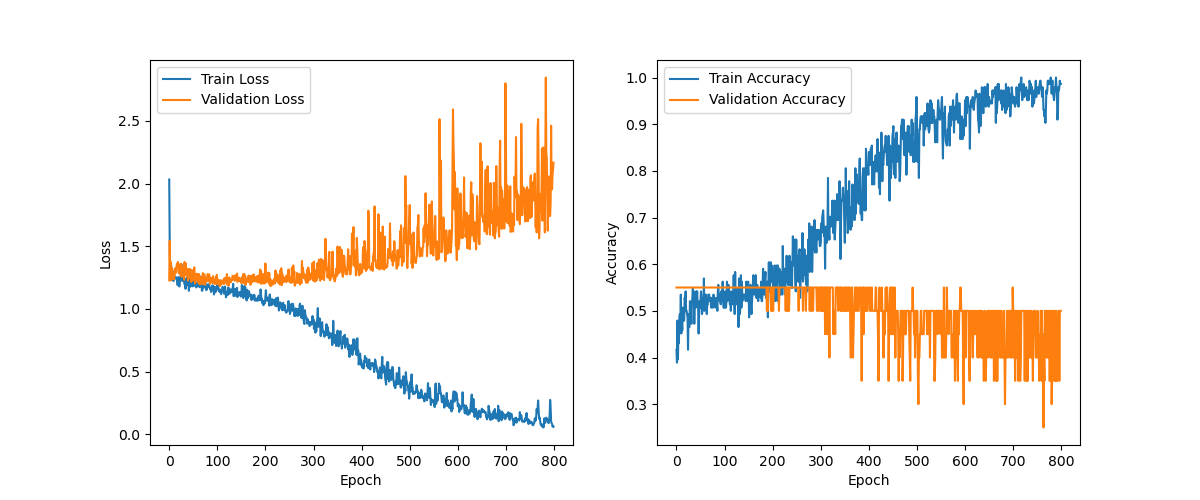 Train Loss
Validation Loss
Loss
2.5
2.0
1.5
1.0
0.5
0.0
0 100 200 300 400 500 600 700 800
Epoch
Train Accuracy
Validation Accuracy
Accuracy
1.0
0.9
0.8
0.7
0.6
0.5
0.4
0.3
0 100 200 300 400 500 600 700 800
Epoch